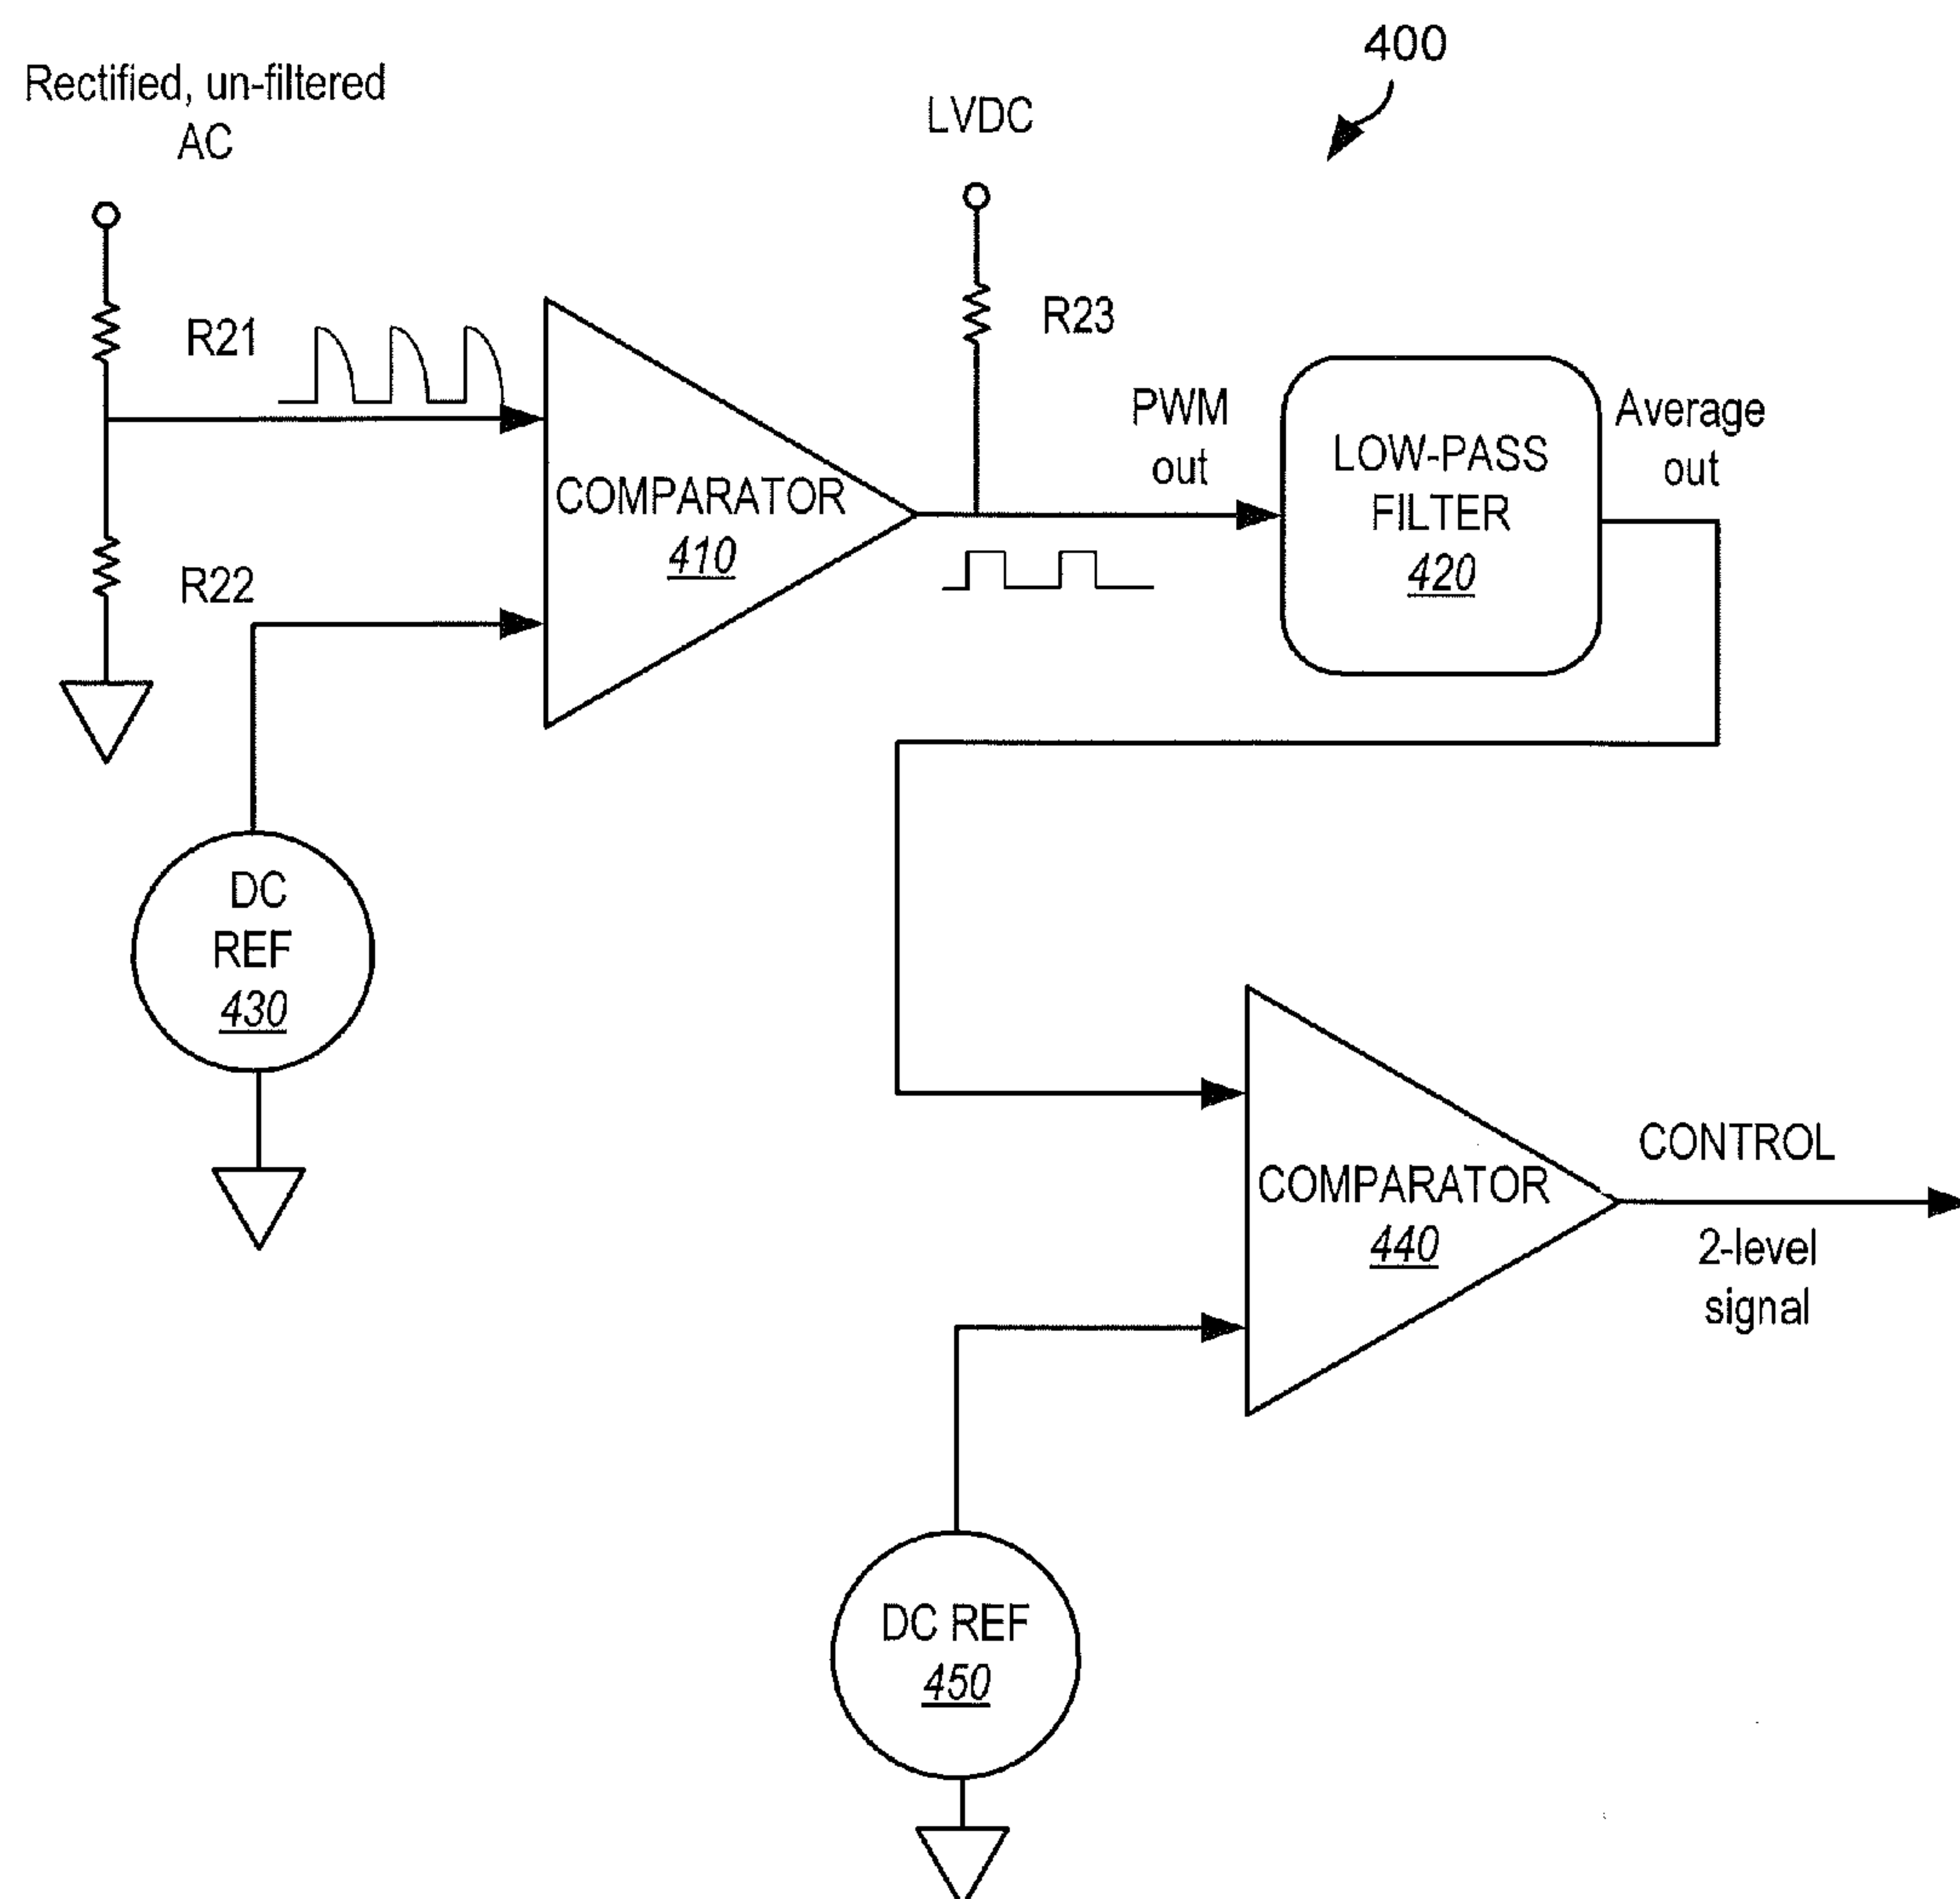 400
Rectified, un-filtered
AC
LVDC
R21
R23
PWM
out
LOW-PASS
FILTER
420
Average
out
COMPARATOR
410
R22
DC
REF
430
COMPARATOR
440
CONTROL
2-level
signal
DC REF
450